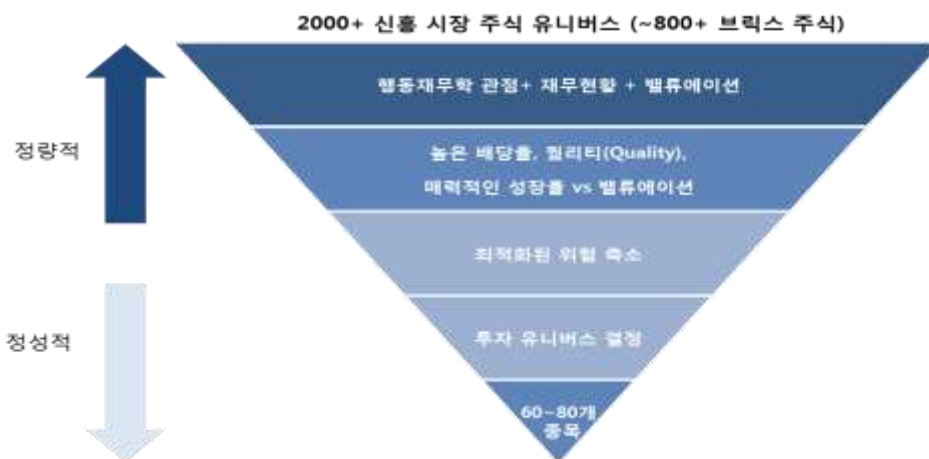 2000+ 신흥 시장 주식 유니버스 (~800+ 브릭스 주식)
행동재무학 관점+ 재무현황 + 밸류에이션
정량적
높은 배당률, 퀄리티(Quality),
매력적인 성장률 vs 밸류에이션
최적화된 위험 축소
정성적
투자 유니버스 결정
60~80개
종목